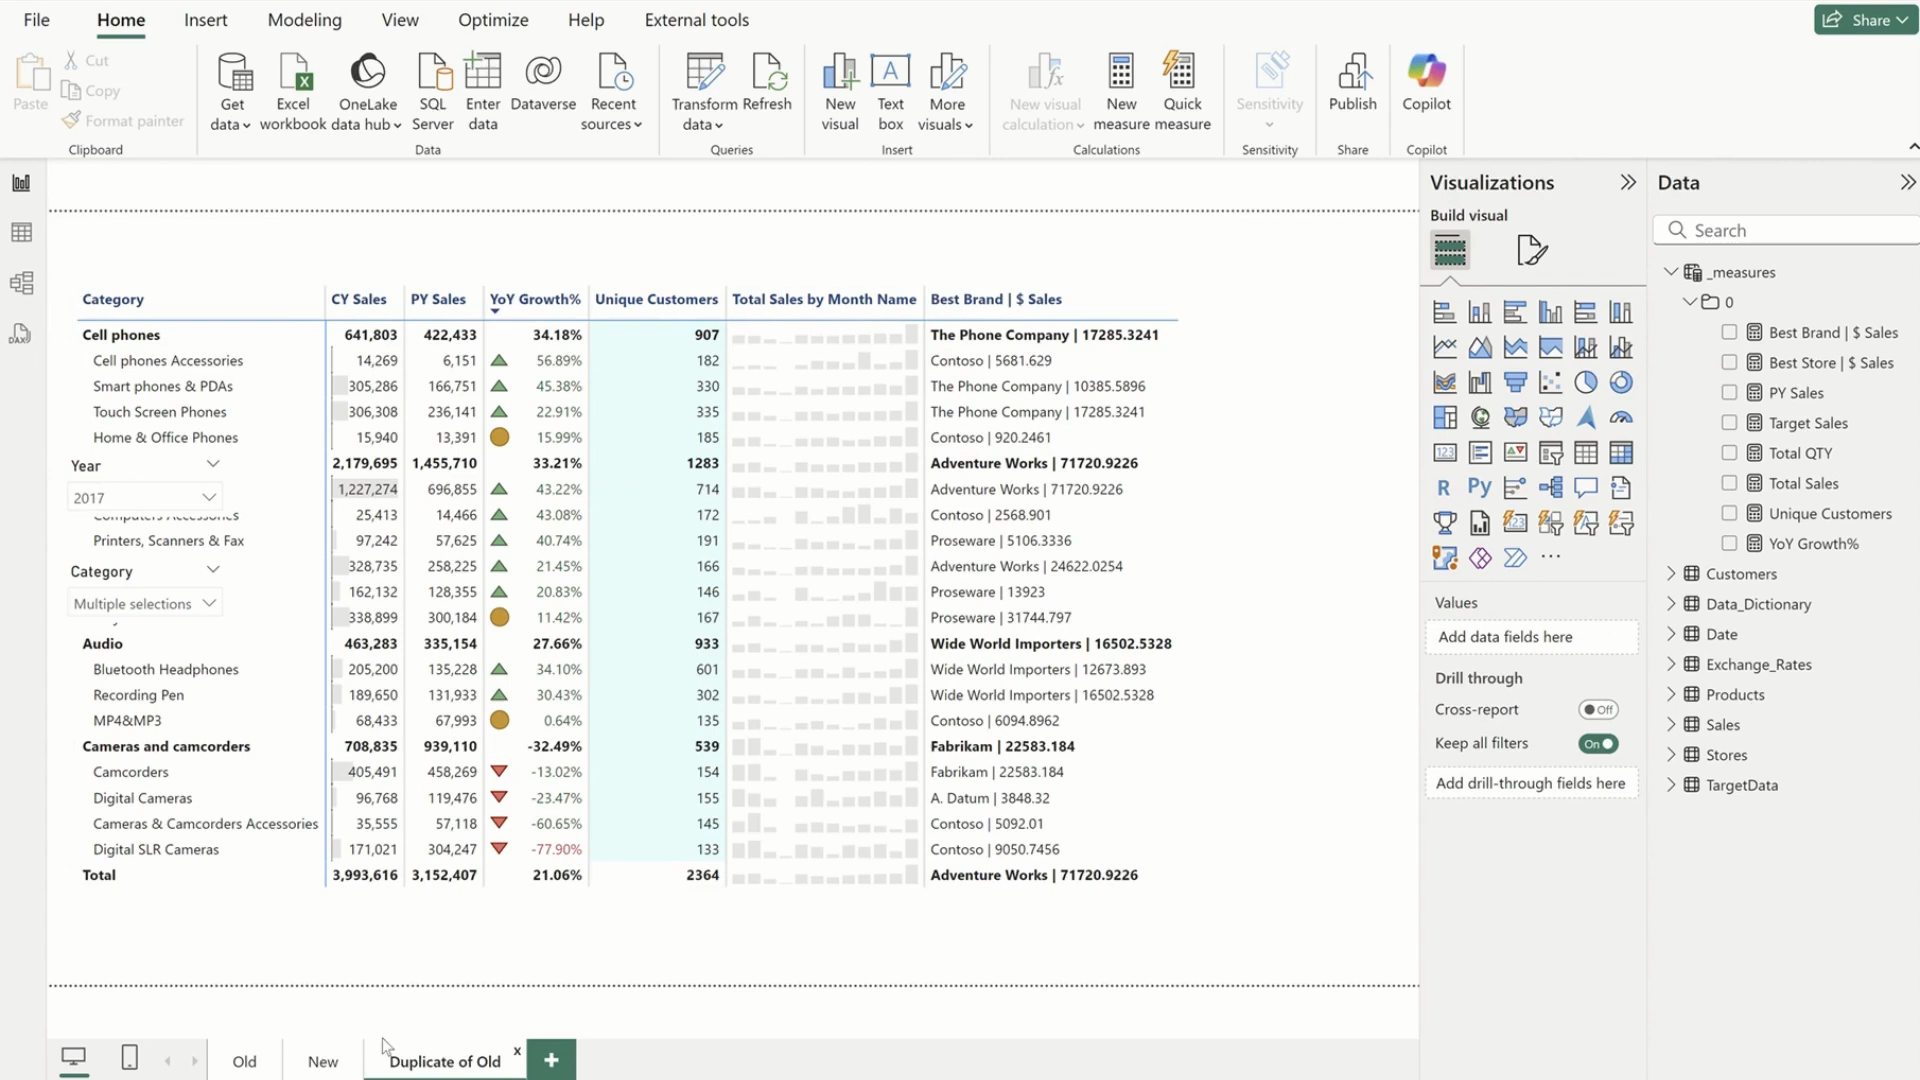 File Home Insert Modeling View Optimize Help External tools Share
Paste Cut Copy Format painter
Get data Excel workbook OneLake data hub SQL Server Enter data Dataverse Recent sources Transform data Refresh New visual Text box More visuals New visual calculation New measure Quick measure Sensitivity Publish Copilot
Clipboard Data Queries Insert Calculations Sensitivity Share Copilot
Category CY Sales PY Sales YoY Growth% Unique Customers Total Sales by Month Name Best Brand | $ Sales
Cell phones 641,803 422,433 34.18% 907 The Phone Company | 17285.3241
Cell phones Accessories 14,269 6,151 56.89% 182 Contoso | 5681.629
Smart phones & PDAs 305,286 166,751 45.38% 330 The Phone Company | 10385.5896
Touch Screen Phones 306,308 236,141 22.91% 335 The Phone Company | 17285.3241
Home & Office Phones 15,940 13,391 15.99% 185 Contoso | 920.2461
Year 2,179,695 1,455,710 33.21% 1283 Adventure Works | 71720.9226
2017 1,227,274 696,855 43.22% 714 Adventure Works | 71720.9226
Computers Accessories 25,413 14,466 43.08% 172 Contoso | 2568.901
Printers, Scanners & Fax 97,242 57,625 40.74% 191 Proseware | 5106.3336
Category 328,735 258,225 21.45% 166 Adventure Works | 24622.0254
Multiple selections 162,132 128,355 20.83% 146 Proseware | 13923
338,899 300,184 11.42% 167 Proseware | 31744.797
Audio 463,283 335,154 27.66% 933 Wide World Importers | 16502.5328
Bluetooth Headphones 205,200 135,228 34.10% 601 Wide World Importers | 12673.893
Recording Pen 189,650 131,933 30.43% 302 Wide World Importers | 16502.5328
MP4&MP3 68,433 67,993 0.64% 135 Contoso | 6094.8962
Cameras and camcorders 708,835 939,110 -32.49% 539 Fabrikam | 22583.184
Camcorders 405,491 458,269 -13.02% 154 Fabrikam | 22583.184
Digital Cameras 96,768 119,476 -23.47% 155 A. Datum | 3848.32
Cameras & Camcorders Accessories 35,555 57,118 -60.65% 145 Contoso | 5092.01
Digital SLR Cameras 171,021 304,247 -77.90% 133 Contoso | 9050.7456
Total 3,993,616 3,152,407 21.06% 2364 Adventure Works | 71720.9226
Old New Duplicate of Old x +
Visualizations
Build visual
123
R Py
Values
Add data fields here
Drill through
Cross-report Off
Keep all filters On
Add drill-through fields here
Data
Search
_measures
0
Best Brand | $ Sales
Best Store | $ Sales
PY Sales
Target Sales
Total QTY
Total Sales
Unique Customers
YoY Growth%
Customers
Data_Dictionary
Date
Exchange_Rates
Products
Sales
Stores
TargetData